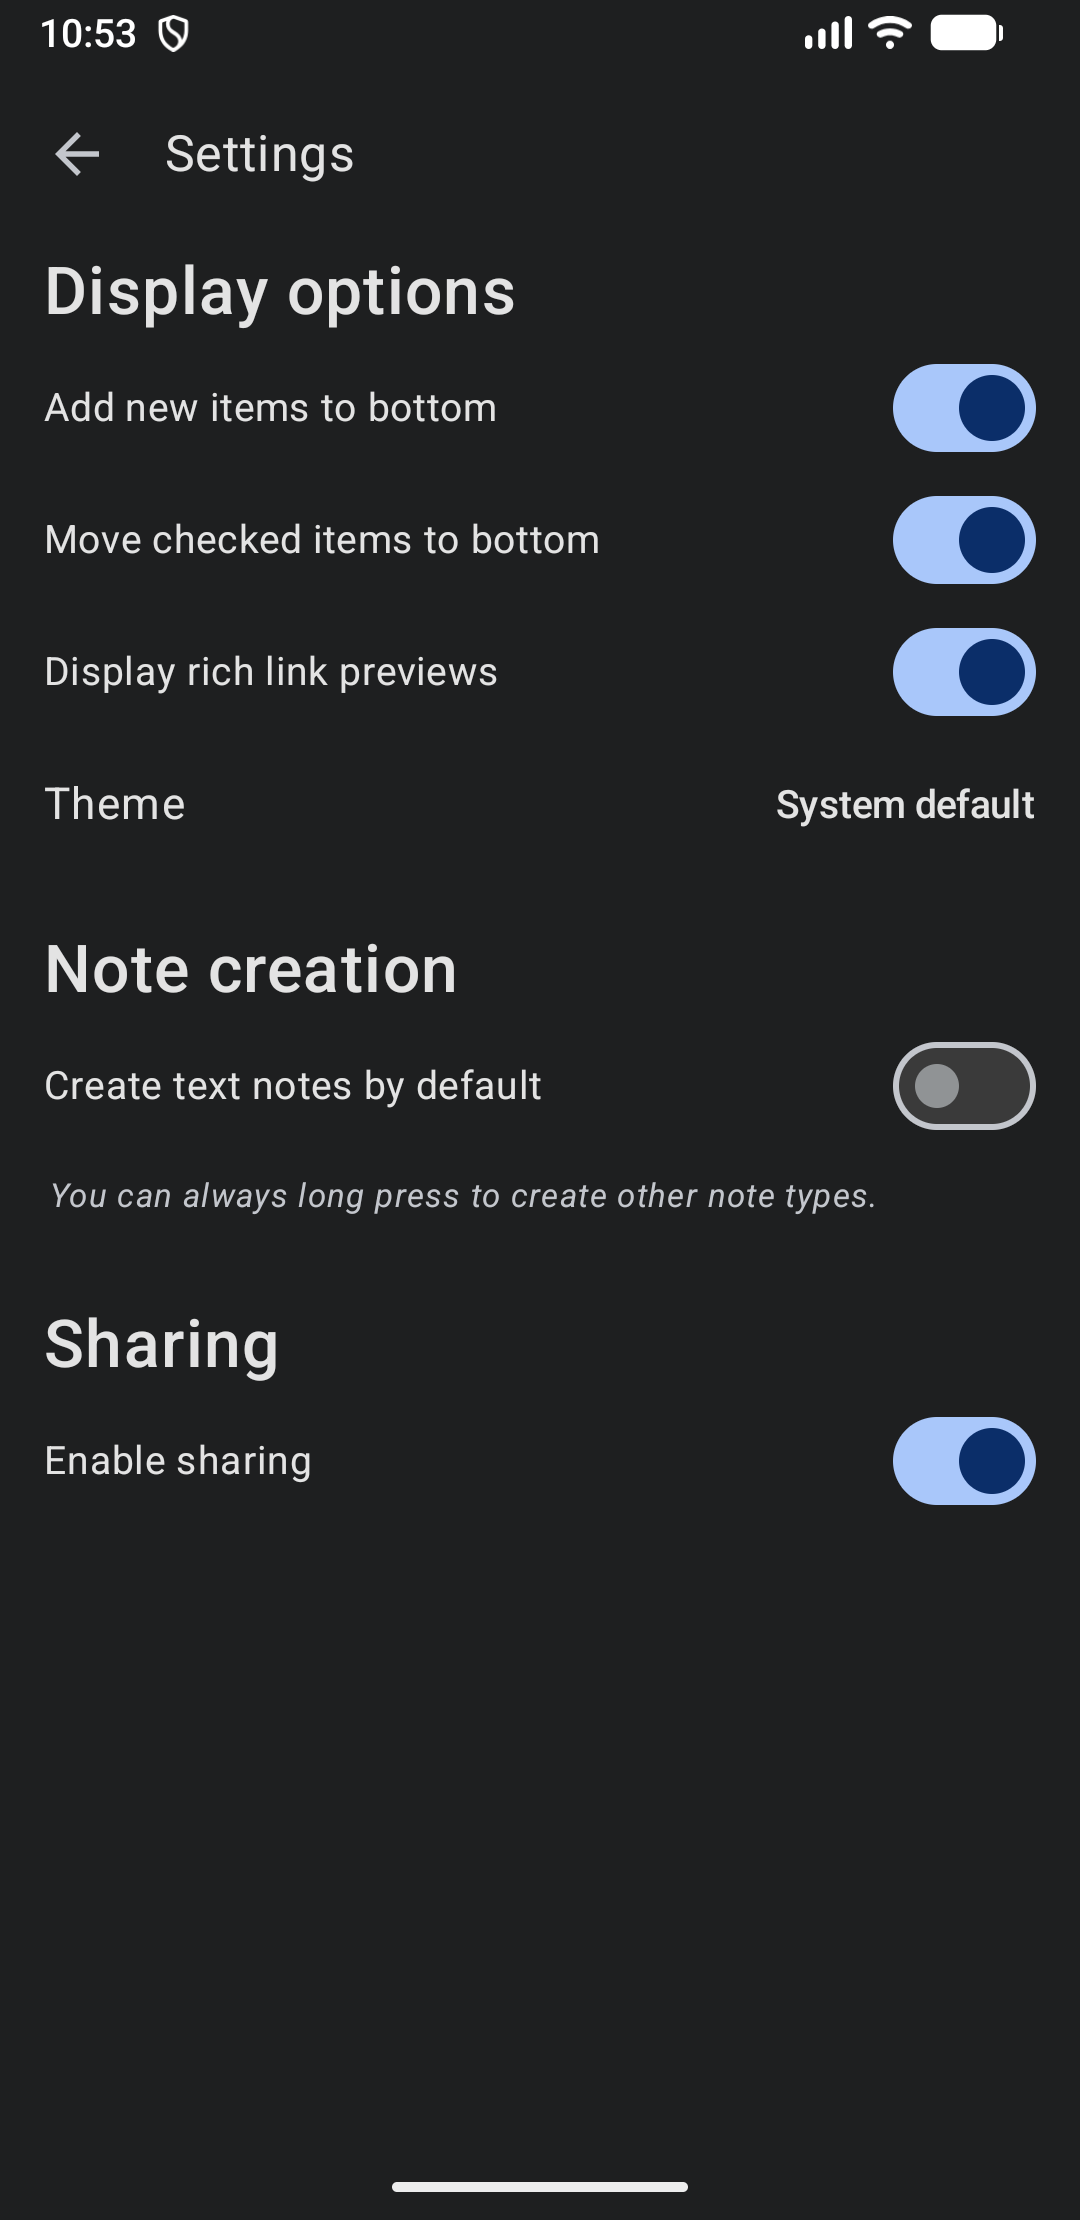 10:53
Settings
Display options
Add new items to bottom
Move checked items to bottom
Display rich link previews
Theme System default
Note creation
Create text notes by default
You can always long press to create other note types.
Sharing
Enable sharing